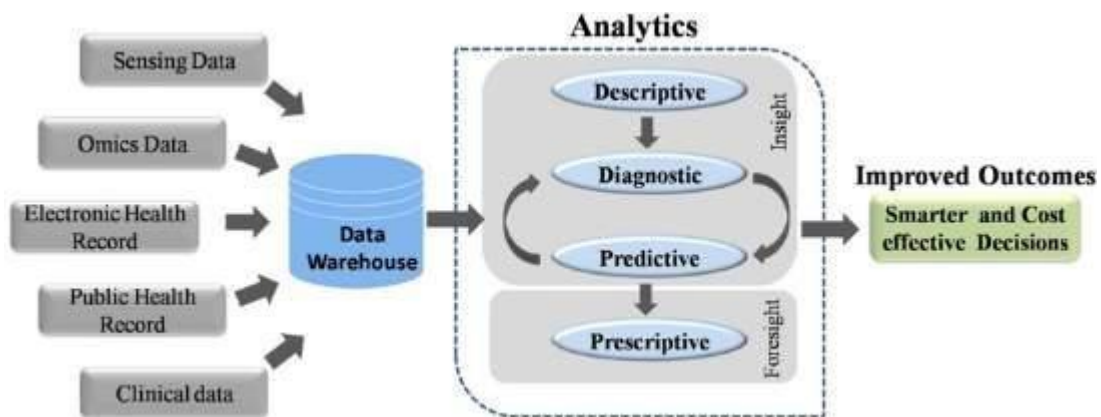 Sensing Data
Omics Data
Electronic Health
Record
Public Health
Record
Clinical data
Data
Warehouse
Analytics
Descriptive
Diagnostic
Predictive
Insight
Prescriptive
Foresight
Improved Outcomes
Smarter and Cost
effective Decisions